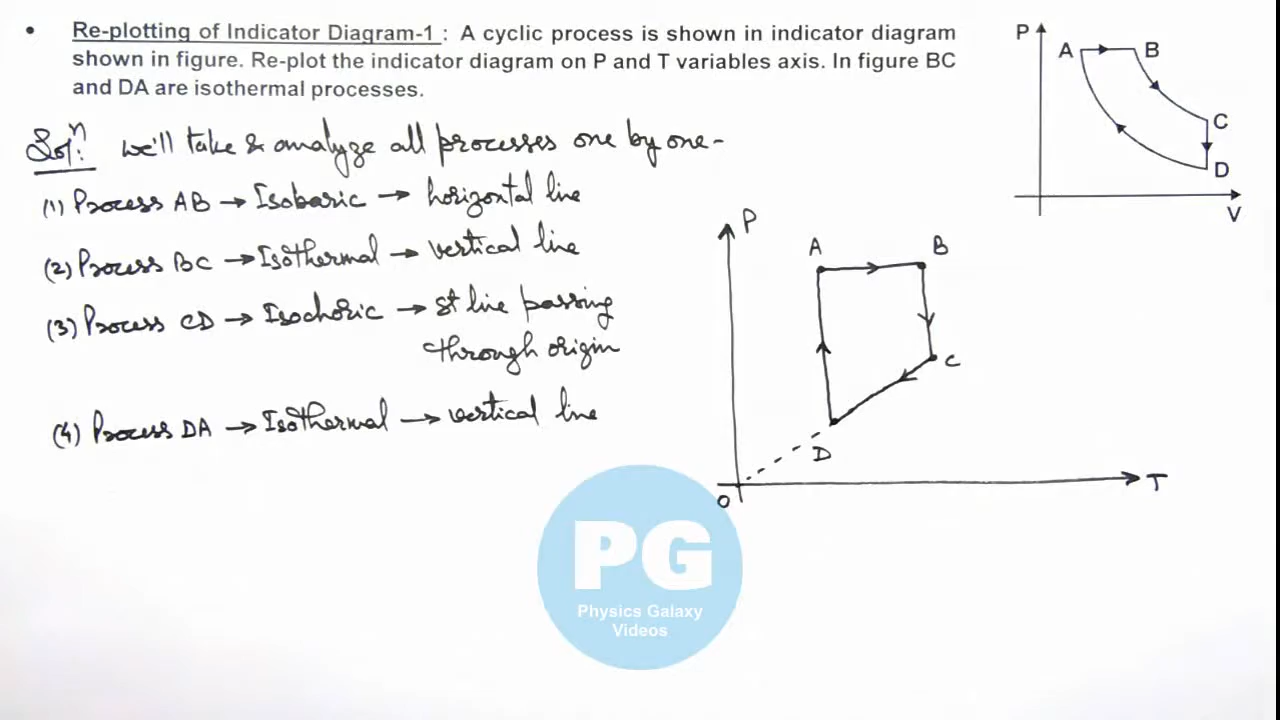 • Re-plotting of Indicator Diagram-1 : A cyclic process is shown in indicator diagram
shown in figure. Re-plot the indicator diagram on P and T variables axis. In figure BC
and DA are isothermal processes.
P
A
B
C
D
V
Solⁿ: We'll take & analyze all processes one by one-
(1) Process AB → Isobaric → horizontal line
(2) Process BC → Isothermal → vertical line
(3) Process CD → Isochoric → st line passing
through origin
(4) Process DA → Isothermal → vertical line
P
A
B
C
D
O
T
PG
Physics Galaxy
Videos